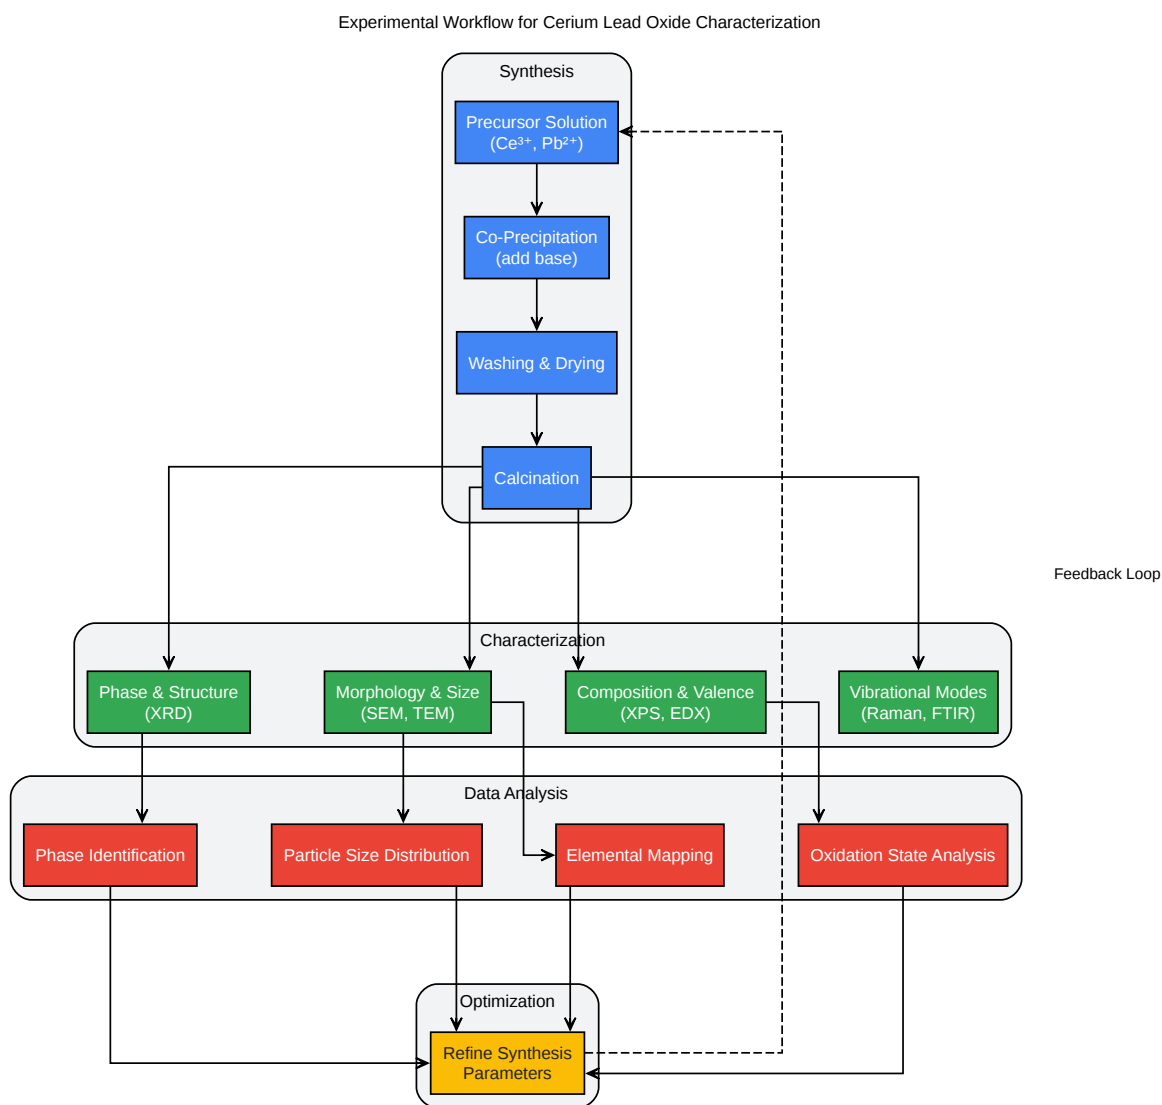 Experimental Workflow for Cerium Lead Oxide Characterization
Synthesis
Precursor Solution
(Ce³⁺, Pb²⁺)
Co-Precipitation
(add base)
Washing & Drying
Calcination
Feedback Loop
Characterization
Phase & Structure
(XRD)
Morphology & Size
(SEM, TEM)
Composition & Valence
(XPS, EDX)
Vibrational Modes
(Raman, FTIR)
Data Analysis
Phase Identification
Particle Size Distribution
Elemental Mapping
Oxidation State Analysis
Optimization
Refine Synthesis
Parameters